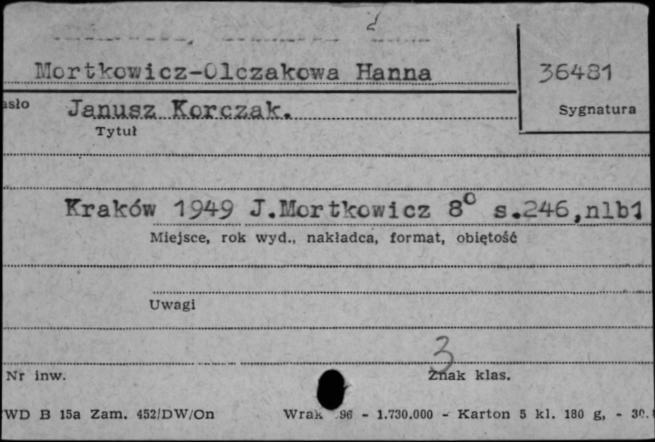 Mortkowicz-Olczakowa Hanna
36481
asło Janusz Korczak.
Sygnatura
Tytuł
Kraków 1949 J.Mortkowicz 8° s.246,nlb1
Miejsce, rok wyd., nakładca, format, obiętość
Uwagi
3
Nr inw.
Znak klas.
WD B 15a Zam. 452/DW/On 96 - 1.730.000 - Karton 5 kl. 180 g, - 30.